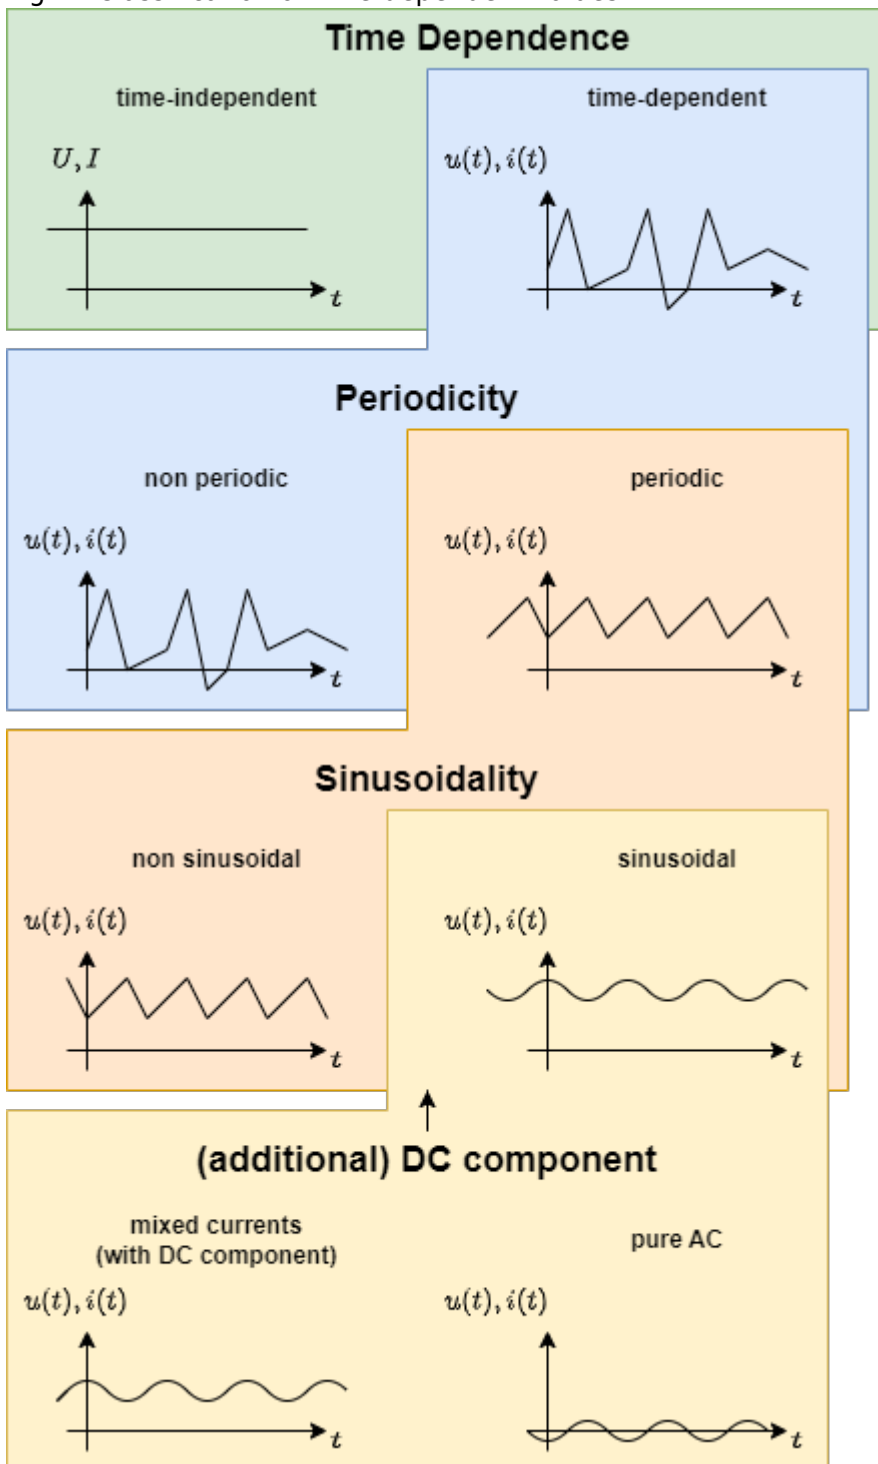 Time Dependence
time-independent
time-dependent
U, I
u(t), i(t)
t
t
Periodicity
non periodic
periodic
u(t), i(t)
u(t), i(t)
t
t
Sinusoidality
non sinusoidal
sinusoidal
u(t), i(t)
u(t), i(t)
t
t
(additional) DC component
mixed currents
(with DC component)
pure AC
u(t), i(t)
u(t), i(t)
t
t